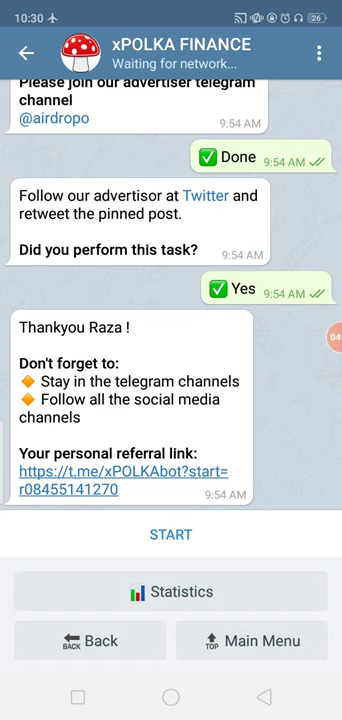 10:30
26
xPOLKA FINANCE
Waiting for network...
Please join our advertiser telegram
channel
@airdropo
9:54 AM
Done 9:54 AM
Follow our advertisor at Twitter and
retweet the pinned post.
Did you perform this task?
9:54 AM
Yes 9:54 AM
Thankyou Raza !
Don't forget to:
Stay in the telegram channels
Follow all the social media
channels
Your personal referral link:
https://t.me/xPOLKAbot?start=
r08455141270
9:54 AM
04
START
Statistics
BACK Back
TOP Main Menu